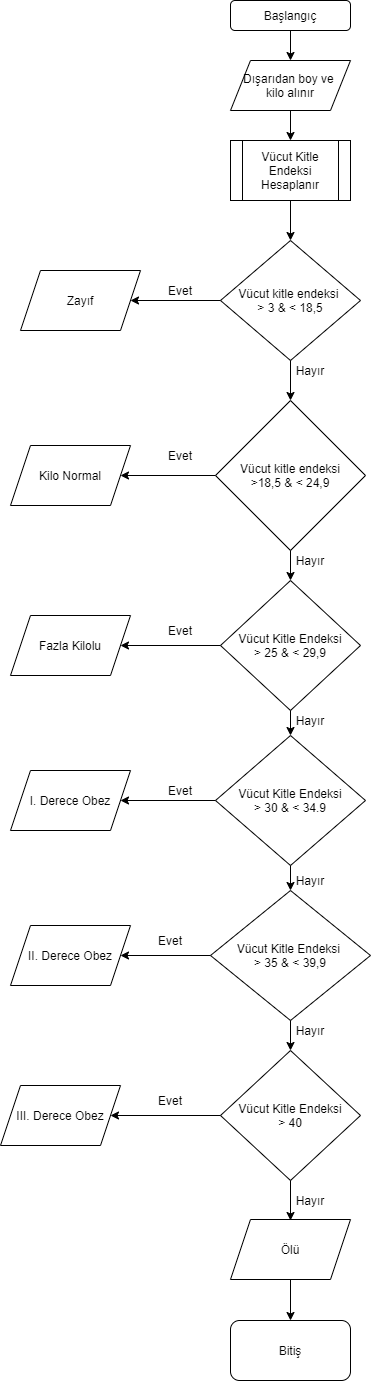 Başlangıç
Dışarıdan boy ve
kilo alınır
Vücut Kitle
Endeksi
Hesaplanır
Vücut kitle endeksi
> 3 & < 18,5
Evet
Zayıf
Hayır
Vücut kitle endeksi
>18,5 & < 24,9
Evet
Kilo Normal
Hayır
Vücut Kitle Endeksi
> 25 & < 29,9
Evet
Fazla Kilolu
Hayır
Vücut Kitle Endeksi
> 30 & < 34.9
Evet
I. Derece Obez
Hayır
Vücut Kitle Endeksi
> 35 & < 39,9
Evet
II. Derece Obez
Hayır
Vücut Kitle Endeksi
> 40
Evet
III. Derece Obez
Hayır
Ölü
Bitiş